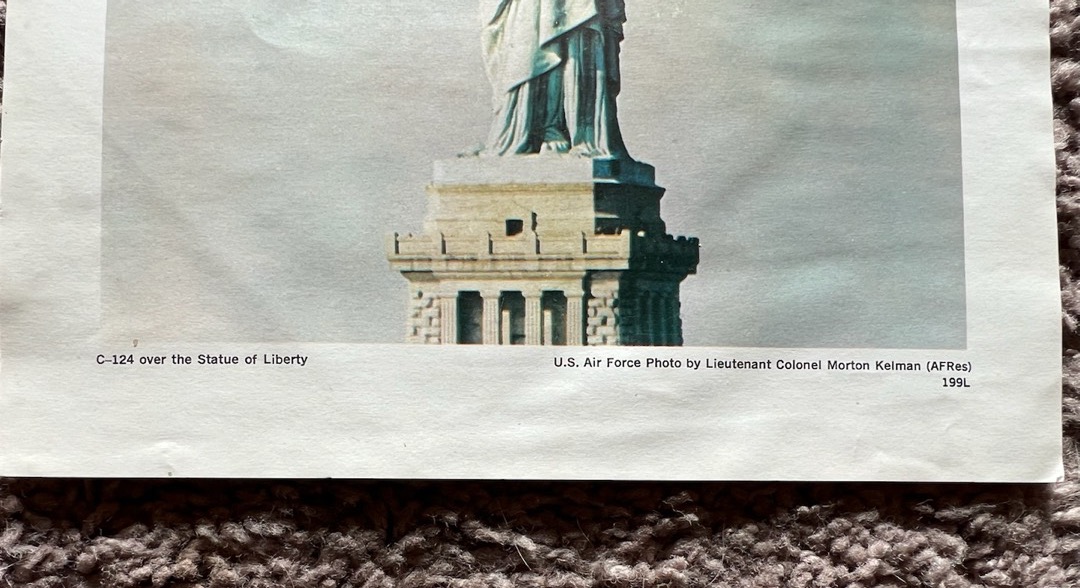 C–124 over the Statue of Liberty
U.S. Air Force Photo by Lieutenant Colonel Morton Kelman (AFRes)
199L